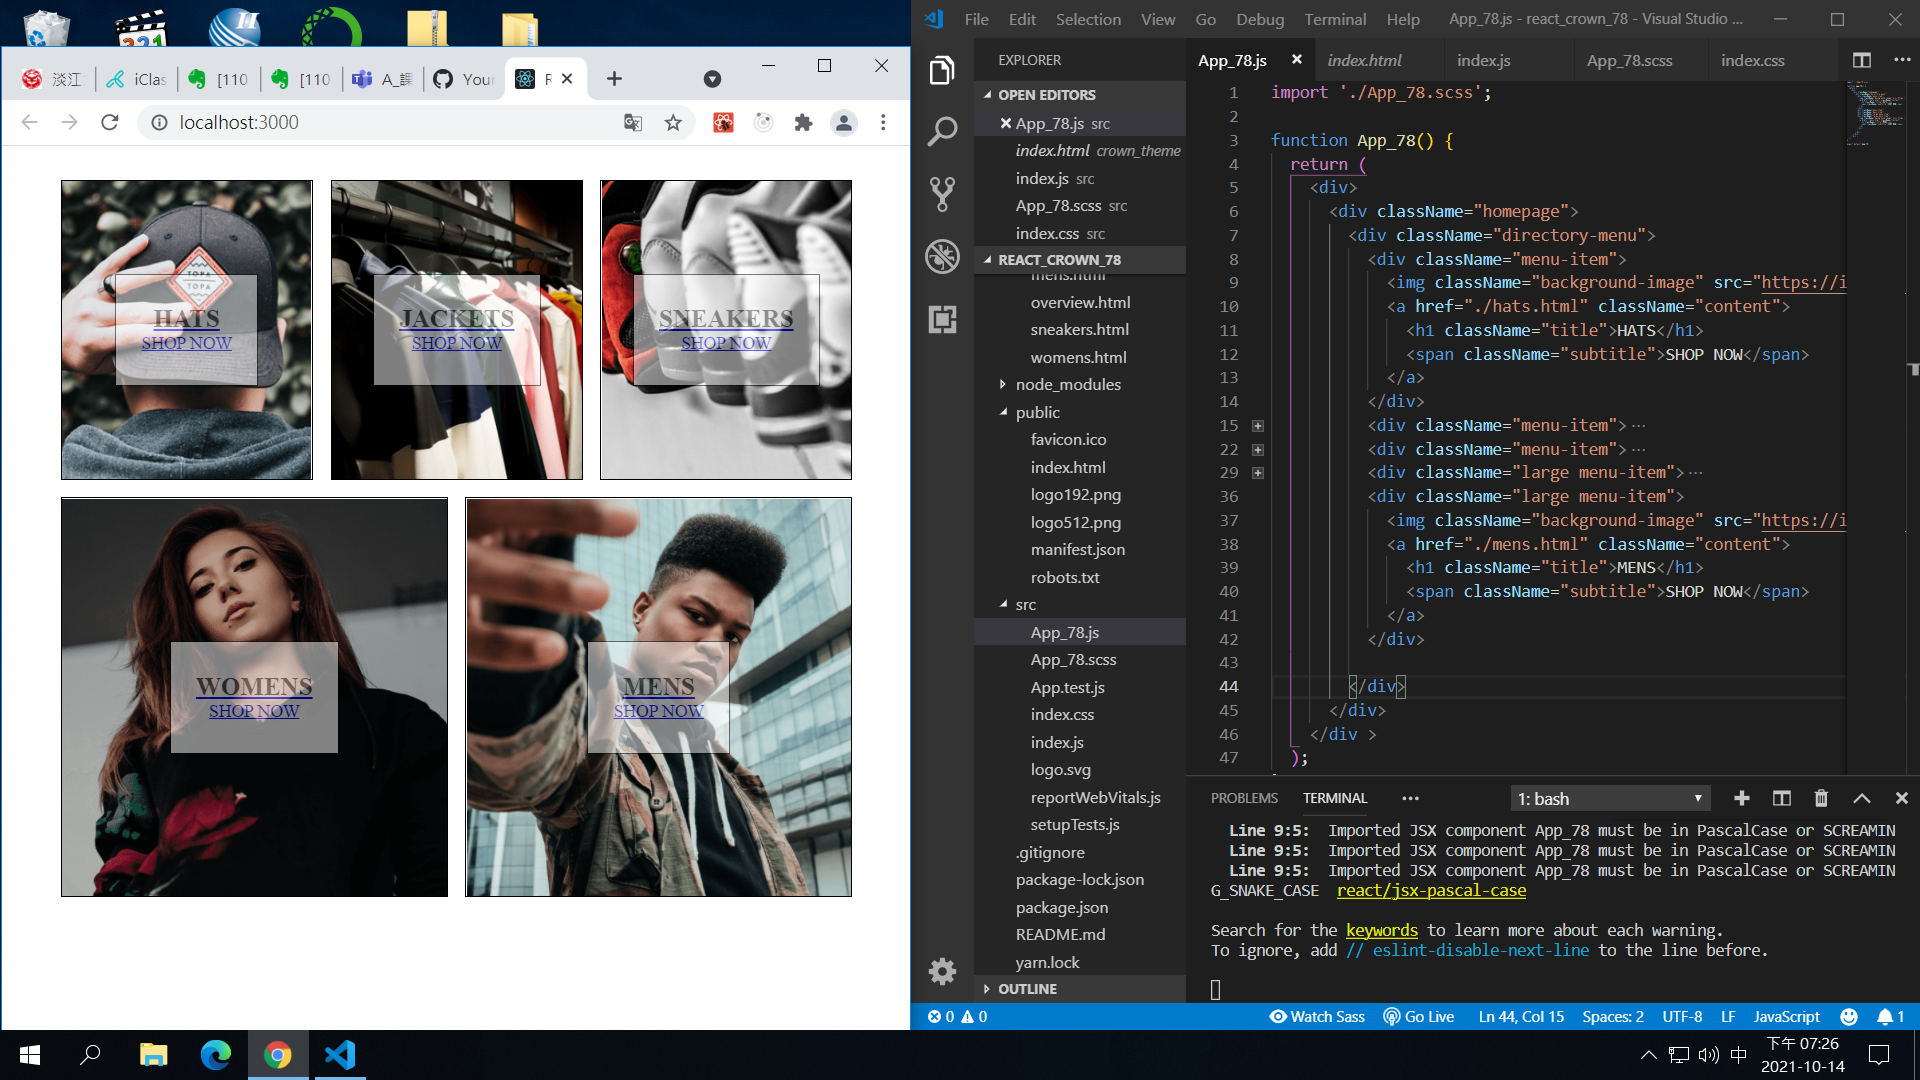 File Edit Selection View Go Debug Terminal Help App_78.js - react_crown_78 - Visual Studio ...
淡江 iClas [110 [110 A_課 Your R
localhost:3000
TOPA
TOPA
HATS
SHOP NOW
JACKETS
SHOP NOW
SNEAKERS
SHOP NOW
WOMENS
SHOP NOW
MENS
SHOP NOW
EXPLORER
OPEN EDITORS
App_78.js src
index.html crown_theme
index.js src
App_78.scss src
index.css src
REACT_CROWN_78
mens.html
overview.html
sneakers.html
womens.html
node_modules
public
favicon.ico
index.html
logo192.png
logo512.png
manifest.json
robots.txt
src
App_78.js
App_78.scss
App.test.js
index.css
index.js
logo.svg
reportWebVitals.js
setupTests.js
.gitignore
package-lock.json
package.json
README.md
yarn.lock
OUTLINE
App_78.js index.html index.js App_78.scss index.css
1 import './App_78.scss';
2
3 function App_78() {
4 return (
5 <div>
6 <div className="homepage">
7 <div className="directory-menu">
8 <div className="menu-item">
9 <img className="background-image" src="https://i
10 <a href="./hats.html" className="content">
11 <h1 className="title">HATS</h1>
12 <span className="subtitle">SHOP NOW</span>
13 </a>
14 </div>
15 <div className="menu-item">···
22 <div className="menu-item">···
29 <div className="large menu-item">···
36 <div className="large menu-item">
37 <img className="background-image" src="https://i
38 <a href="./mens.html" className="content">
39 <h1 className="title">MENS</h1>
40 <span className="subtitle">SHOP NOW</span>
41 </a>
42 </div>
43
44 </div>
45 </div>
46 </div >
47 );
PROBLEMS TERMINAL ··· 1: bash
Line 9:5: Imported JSX component App_78 must be in PascalCase or SCREAMIN
Line 9:5: Imported JSX component App_78 must be in PascalCase or SCREAMIN
Line 9:5: Imported JSX component App_78 must be in PascalCase or SCREAMIN
G_SNAKE_CASE react/jsx-pascal-case
Search for the keywords to learn more about each warning.
To ignore, add // eslint-disable-next-line to the line before.
0 0 Watch Sass Go Live Ln 44, Col 15 Spaces: 2 UTF-8 LF JavaScript 1
中 下午 07:26
2021-10-14